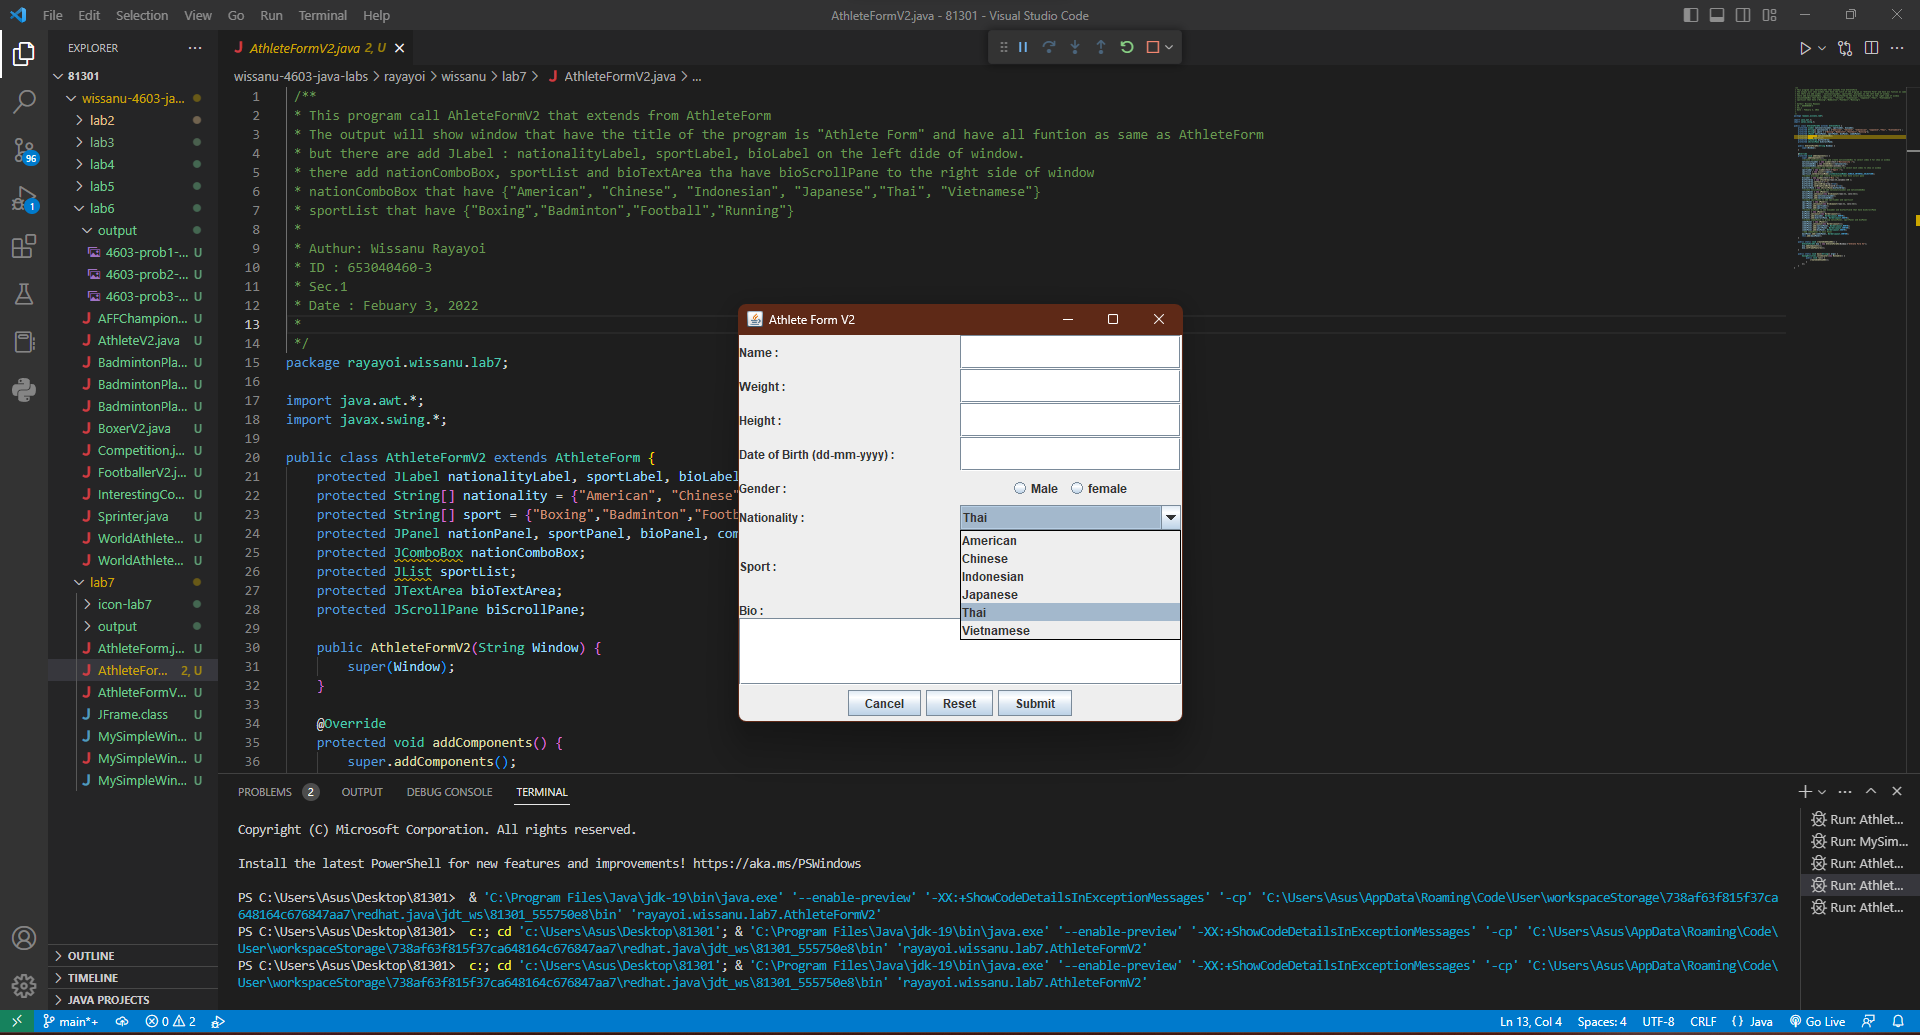 File Edit Selection View Go Run Terminal Help
AthleteFormV2.java - 81301 - Visual Studio Code
EXPLORER
81301
wissanu-4603-ja...
lab2
lab3
lab4
lab5
lab6
output
4603-prob1-... U
4603-prob2-... U
4603-prob3-... U
AFFChampion... U
AthleteV2.java U
BadmintonPla... U
BadmintonPla... U
BadmintonPla... U
BoxerV2.java U
Competition.j... U
FootballerV2.j... U
InterestingCo... U
Sprinter.java U
WorldAthlete... U
WorldAthlete... U
lab7
icon-lab7
output
AthleteForm.j... U
AthleteFor... 2, U
AthleteFormV... U
JFrame.class U
MySimpleWin... U
MySimpleWin... U
MySimpleWin... U
OUTLINE
TIMELINE
JAVA PROJECTS
96
1
AthleteFormV2.java 2, U
wissanu-4603-java-labs > rayayoi > wissanu > lab7 > AthleteFormV2.java > ...
1 /**
2 * This program call AhleteFormV2 that extends from AthleteForm
3 * The output will show window that have the title of the program is "Athlete Form" and have all funtion as same as AthleteForm
4 * but there are add JLabel : nationalityLabel, sportLabel, bioLabel on the left dide of window.
5 * there add nationComboBox, sportList and bioTextArea tha have bioScrollPane to the right side of window
6 * nationComboBox that have {"American", "Chinese", "Indonesian", "Japanese","Thai", "Vietnamese"}
7 * sportList that have {"Boxing","Badminton","Football","Running"}
8 *
9 * Authur: Wissanu Rayayoi
10 * ID : 653040460-3
11 * Sec.1
12 * Date : Febuary 3, 2022
13 *
14 */
15 package rayayoi.wissanu.lab7;
16
17 import java.awt.*;
18 import javax.swing.*;
19
20 public class AthleteFormV2 extends AthleteForm {
21 protected JLabel nationalityLabel, sportLabel, bioLabel
22 protected String[] nationality = {"American", "Chinese"
23 protected String[] sport = {"Boxing","Badminton","Footb
24 protected JPanel nationPanel, sportPanel, bioPanel, com
25 protected JComboBox nationComboBox;
26 protected JList sportList;
27 protected JTextArea bioTextArea;
28 protected JScrollPane biScrollPane;
29
30 public AthleteFormV2(String Window) {
31 super(Window);
32 }
33
34 @Override
35 protected void addComponents() {
36 super.addComponents();
Athlete Form V2
Name :
Weight :
Height :
Date of Birth (dd-mm-yyyy) :
Gender : Male female
Nationality : Thai
American
Chinese
Indonesian
Japanese
Thai
Vietnamese
Sport :
Bio :
Cancel Reset Submit
PROBLEMS 2 OUTPUT DEBUG CONSOLE TERMINAL
Copyright (C) Microsoft Corporation. All rights reserved.
Install the latest PowerShell for new features and improvements! https://aka.ms/PSWindows
PS C:\Users\Asus\Desktop\81301> & 'C:\Program Files\Java\jdk-19\bin\java.exe' '--enable-preview' '-XX:+ShowCodeDetailsInExceptionMessages' '-cp' 'C:\Users\Asus\AppData\Roaming\Code\User\workspaceStorage\738af63f815f37ca
648164c676847aa7\redhat.java\jdt_ws\81301_555750e8\bin' 'rayayoi.wissanu.lab7.AthleteFormV2'
PS C:\Users\Asus\Desktop\81301> c:; cd 'c:\Users\Asus\Desktop\81301'; & 'C:\Program Files\Java\jdk-19\bin\java.exe' '--enable-preview' '-XX:+ShowCodeDetailsInExceptionMessages' '-cp' 'C:\Users\Asus\AppData\Roaming\Code\
User\workspaceStorage\738af63f815f37ca648164c676847aa7\redhat.java\jdt_ws\81301_555750e8\bin' 'rayayoi.wissanu.lab7.AthleteFormV2'
PS C:\Users\Asus\Desktop\81301> c:; cd 'c:\Users\Asus\Desktop\81301'; & 'C:\Program Files\Java\jdk-19\bin\java.exe' '--enable-preview' '-XX:+ShowCodeDetailsInExceptionMessages' '-cp' 'C:\Users\Asus\AppData\Roaming\Code\
User\workspaceStorage\738af63f815f37ca648164c676847aa7\redhat.java\jdt_ws\81301_555750e8\bin' 'rayayoi.wissanu.lab7.AthleteFormV2'
Run: Athlet...
Run: MySim...
Run: Athlet...
Run: Athlet...
Run: Athlet...
main*+ 0 2 Ln 13, Col 4 Spaces: 4 UTF-8 CRLF {} Java Go Live